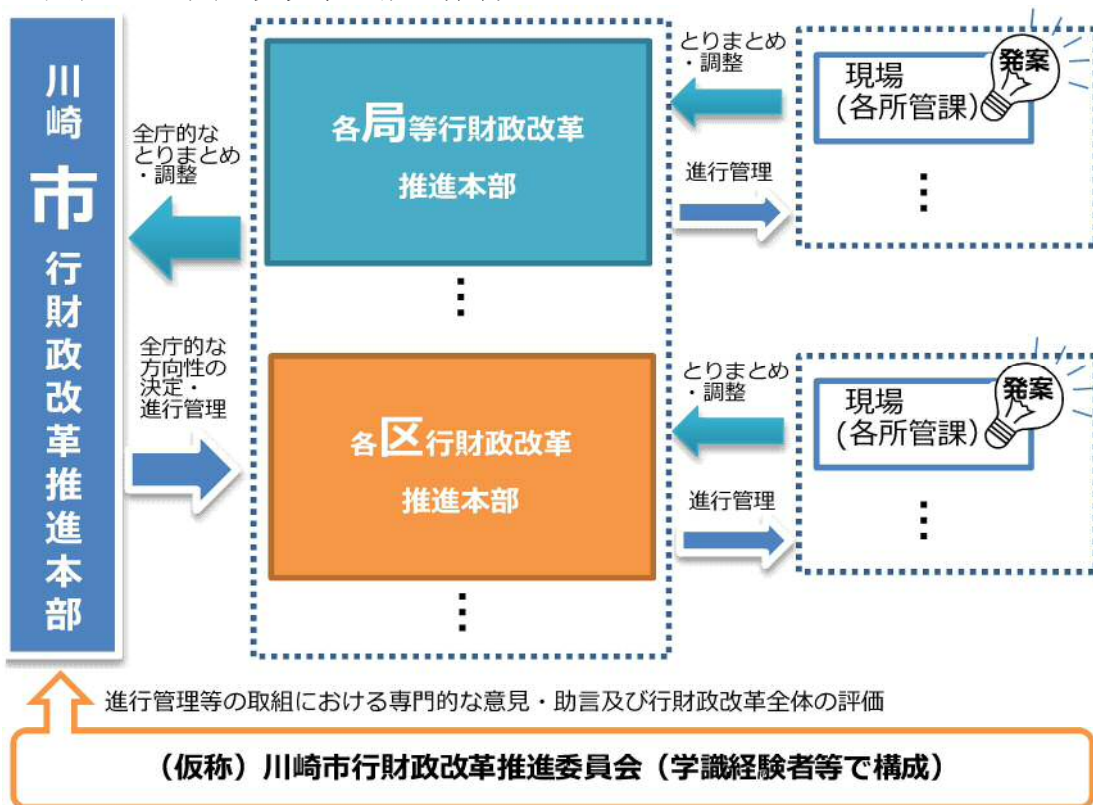 川崎市行財政改革推進本部
全庁的な
とりまとめ
・調整
全庁的な
方向性の
決定・
進行管理
各局等行財政改革
推進本部
各区行財政改革
推進本部
とりまとめ
・調整
進行管理
現場
(各所管課)
発案
とりまとめ
・調整
進行管理
現場
(各所管課)
発案
進行管理等の取組における専門的な意見・助言及び行財政改革全体の評価
（仮称）川崎市行財政改革推進委員会（学識経験者等で構成）